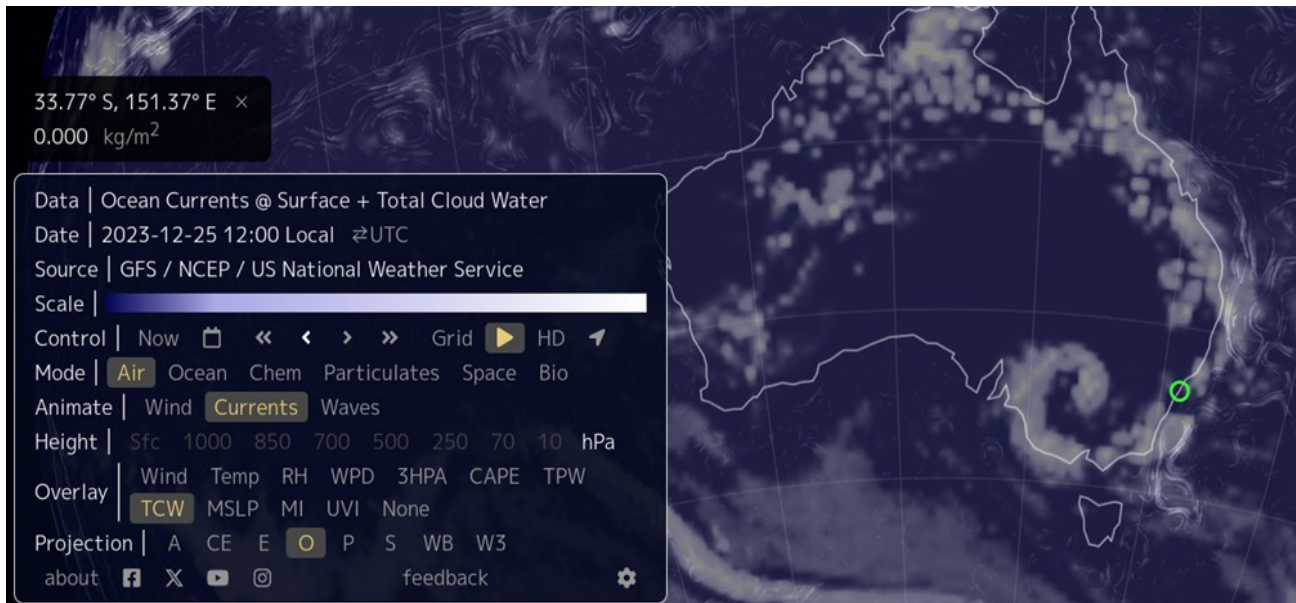 33.77° S, 151.37° E ×
0.000 kg/m²
Data | Ocean Currents @ Surface + Total Cloud Water
Date | 2023-12-25 12:00 Local ⇄UTC
Source | GFS / NCEP / US National Weather Service
Scale |
Control | Now « ‹ › » Grid HD
Mode | Air Ocean Chem Particulates Space Bio
Animate | Wind Currents Waves
Height | Sfc 1000 850 700 500 250 70 10 hPa
Overlay | Wind Temp RH WPD 3HPA CAPE TPW
TCW MSLP MI UVI None
Projection | A CE E O P S WB W3
about feedback